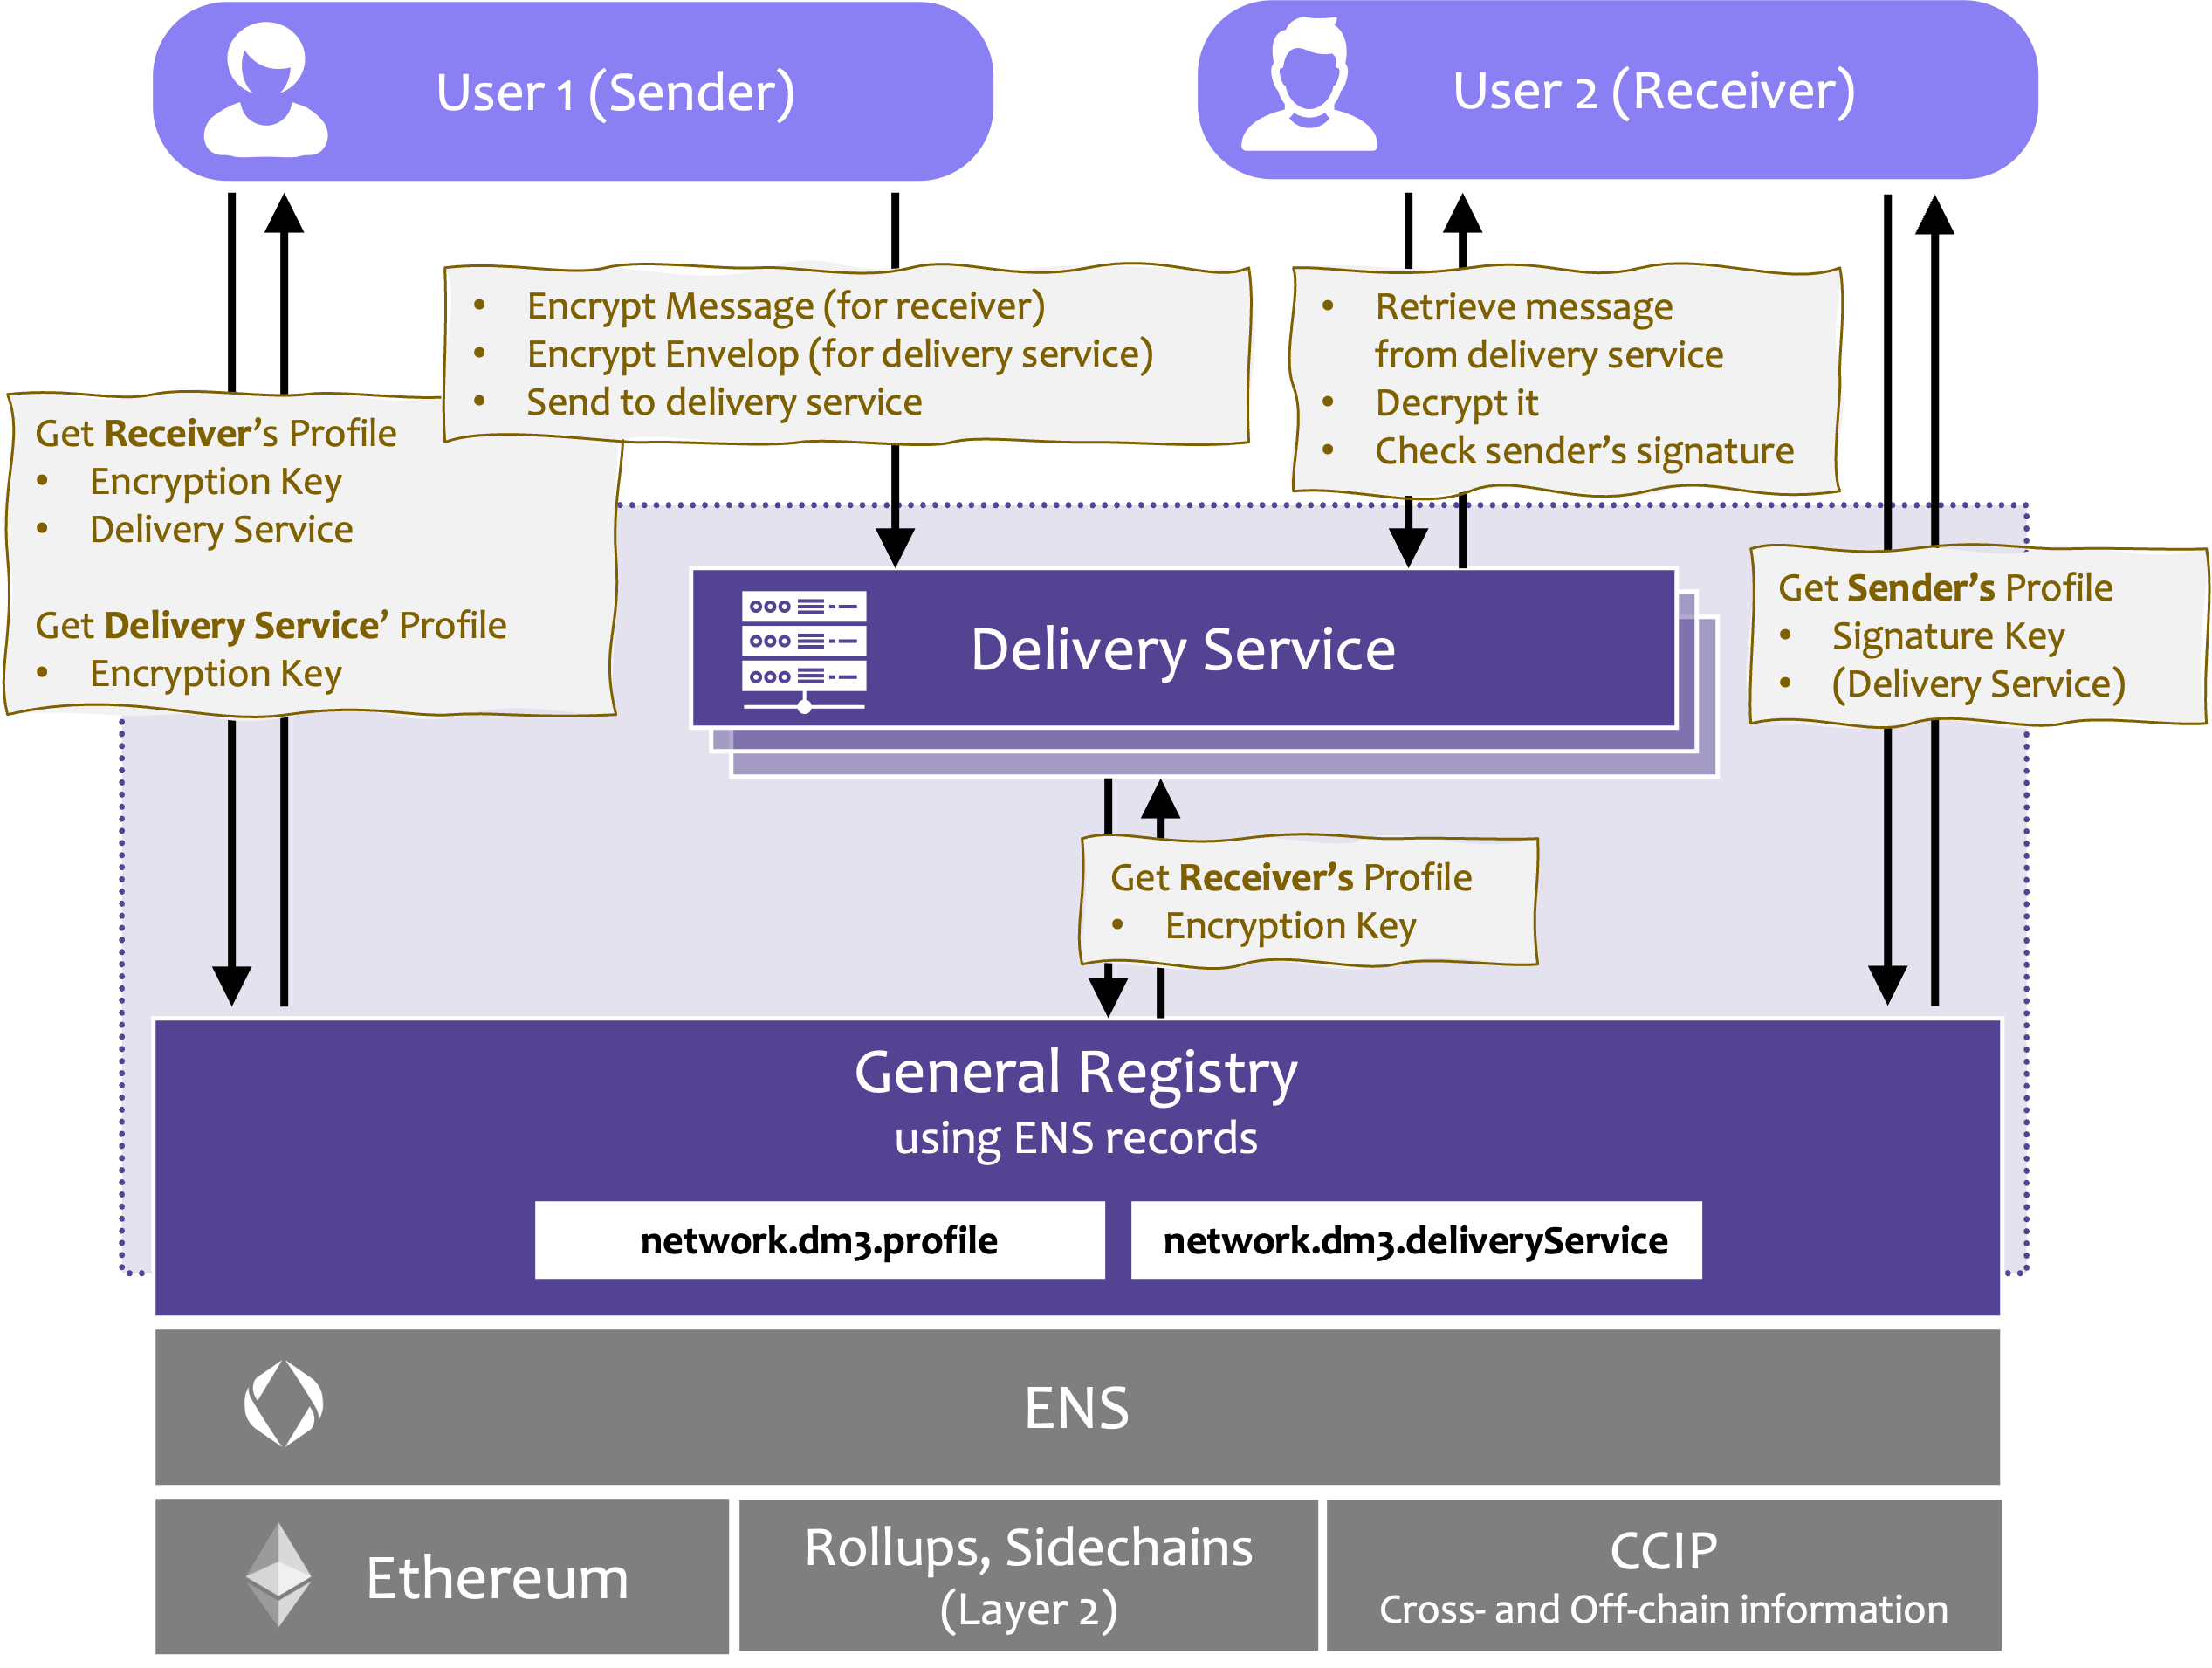 User 1 (Sender)
User 2 (Receiver)
• Encrypt Message (for receiver)
• Encrypt Envelop (for delivery service)
• Send to delivery service
• Retrieve message
from delivery service
• Decrypt it
• Check sender's signature
Get Receiver's Profile
• Encryption Key
• Delivery Service
Get Delivery Service' Profile
• Encryption Key
Delivery Service
Get Sender's Profile
• Signature Key
• (Delivery Service)
Get Receiver's Profile
• Encryption Key
General Registry
using ENS records
network.dm3.profile
network.dm3.deliveryService
ENS
Ethereum
Rollups, Sidechains
(Layer 2)
CCIP
Cross- and Off-chain information